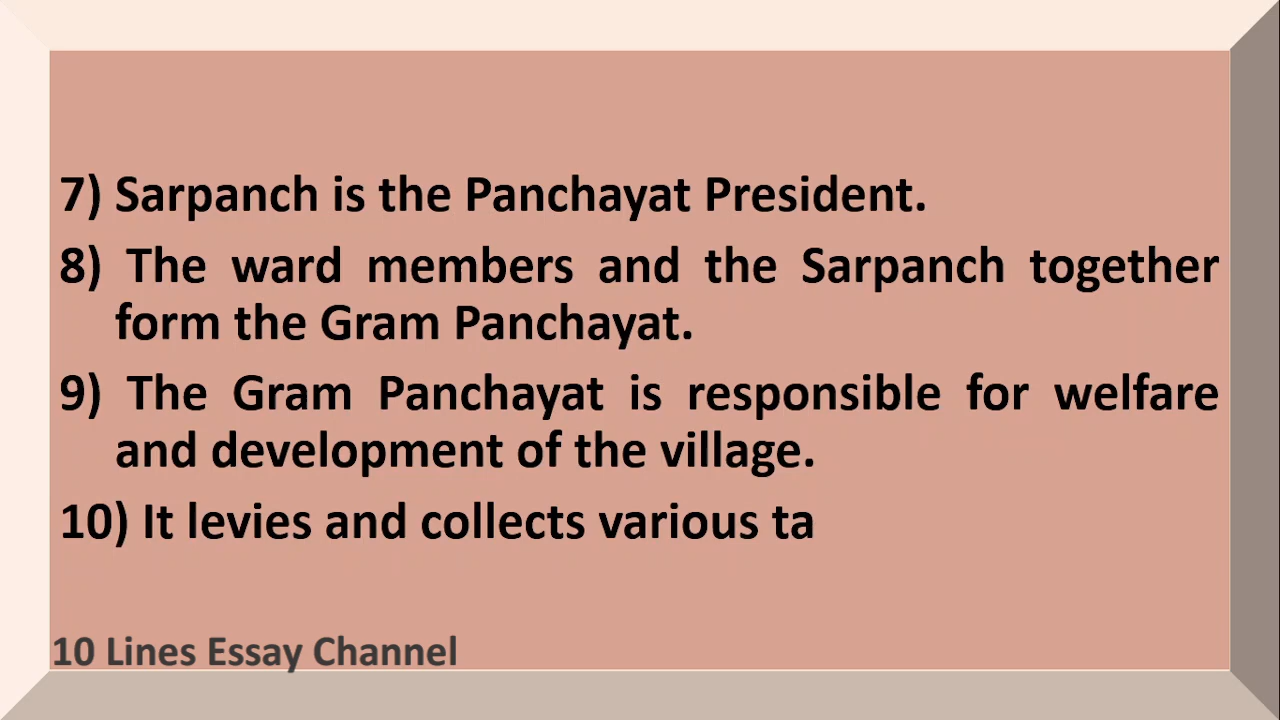 7) Sarpanch is the Panchayat President.
8) The ward members and the Sarpanch together
form the Gram Panchayat.
9) The Gram Panchayat is responsible for welfare
and development of the village.
10) It levies and collects various ta
10 Lines Essay Channel